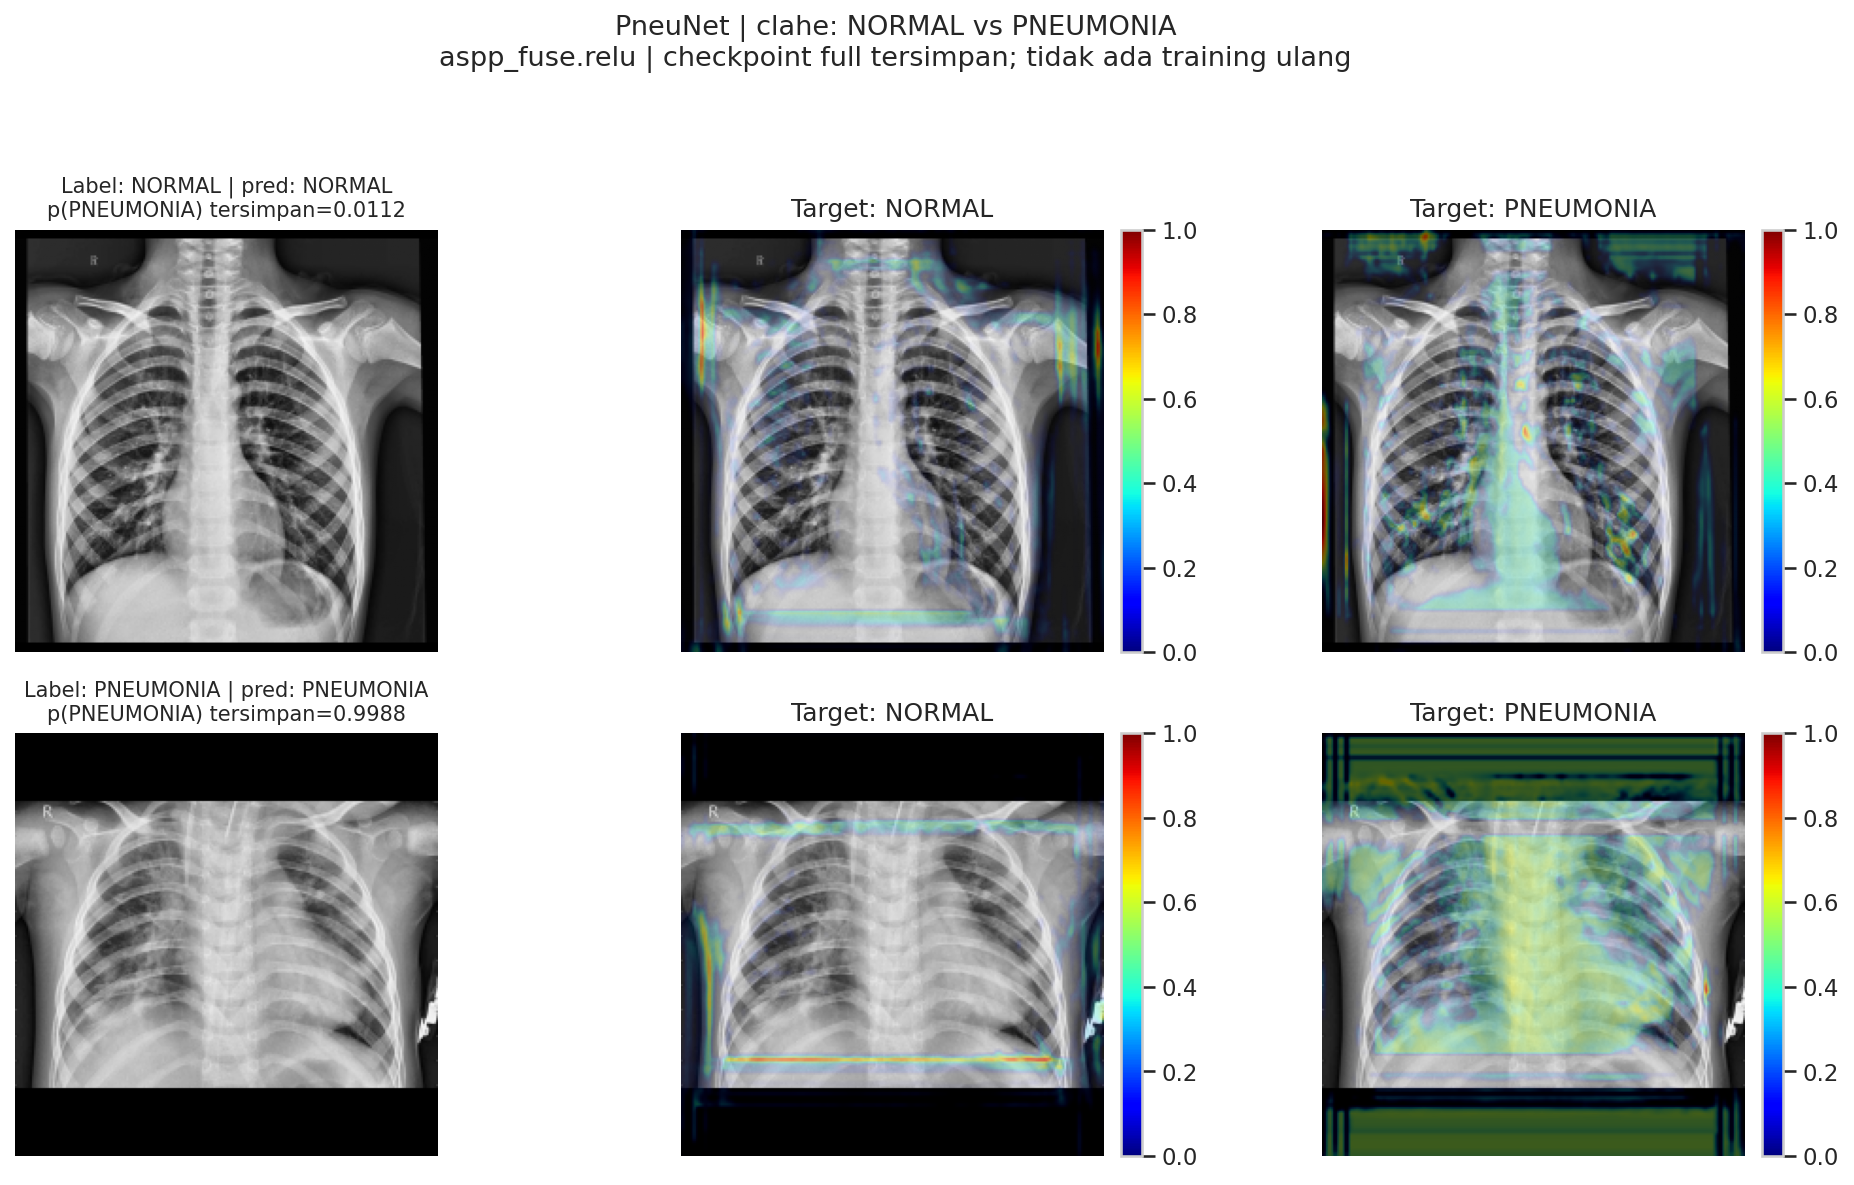 PneuNet | clahe: NORMAL vs PNEUMONIA
aspp_fuse.relu | checkpoint full tersimpan; tidak ada training ulang
Label: NORMAL | pred: NORMAL
p(PNEUMONIA) tersimpan=0.0112
R
Target: NORMAL
R
1.0
0.8
0.6
0.4
0.2
0.0
Target: PNEUMONIA
R
1.0
0.8
0.6
0.4
0.2
0.0
Label: PNEUMONIA | pred: PNEUMONIA
p(PNEUMONIA) tersimpan=0.9988
R
Target: NORMAL
R
1.0
0.8
0.6
0.4
0.2
0.0
Target: PNEUMONIA
R
1.0
0.8
0.6
0.4
0.2
0.0